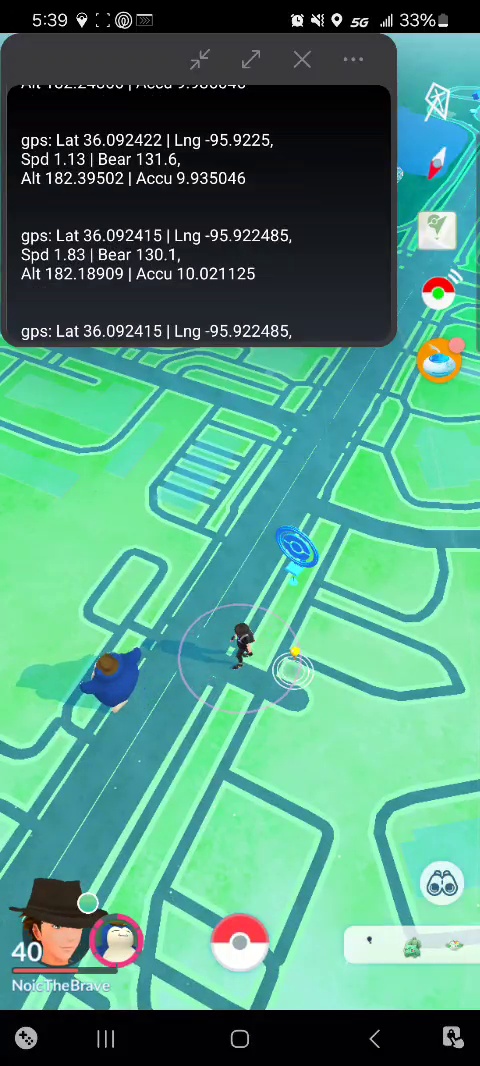 5:39
5G
33%
gps: Lat 36.092422 | Lng -95.9225,
Spd 1.13 | Bear 131.6,
Alt 182.39502 | Accu 9.935046
gps: Lat 36.092415 | Lng -95.922485,
Spd 1.83 | Bear 130.1,
Alt 182.18909 | Accu 10.021125
gps: Lat 36.092415 | Lng -95.922485,
40
NoicTheBrave